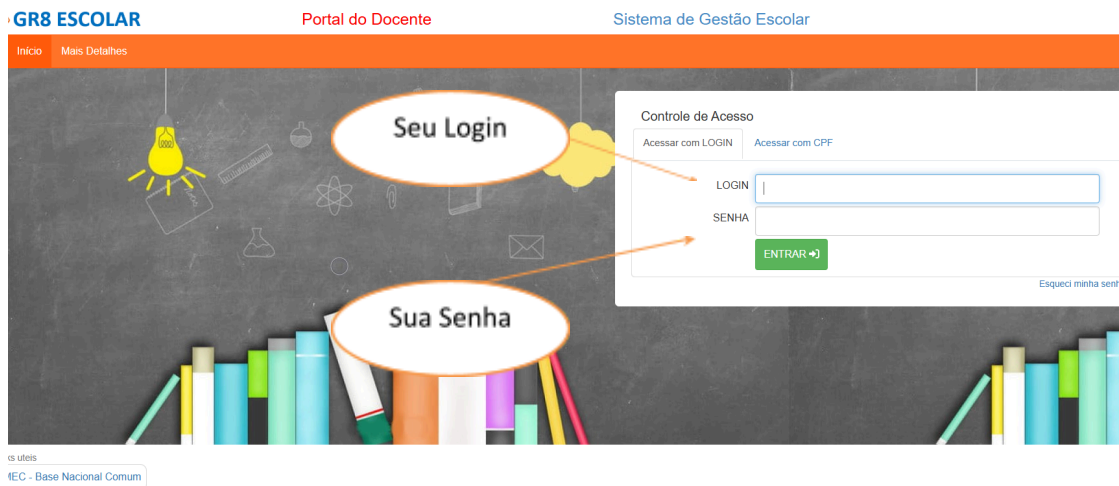 GR8 ESCOLAR
Portal do Docente
Sistema de Gestão Escolar
Início
Mais Detalhes
Seu Login
Controle de Acesso
Acessar com LOGIN
Acessar com CPF
LOGIN
SENHA
ENTRAR
Esqueci minha senh
Sua Senha
uteis
MEC - Base Nacional Comum